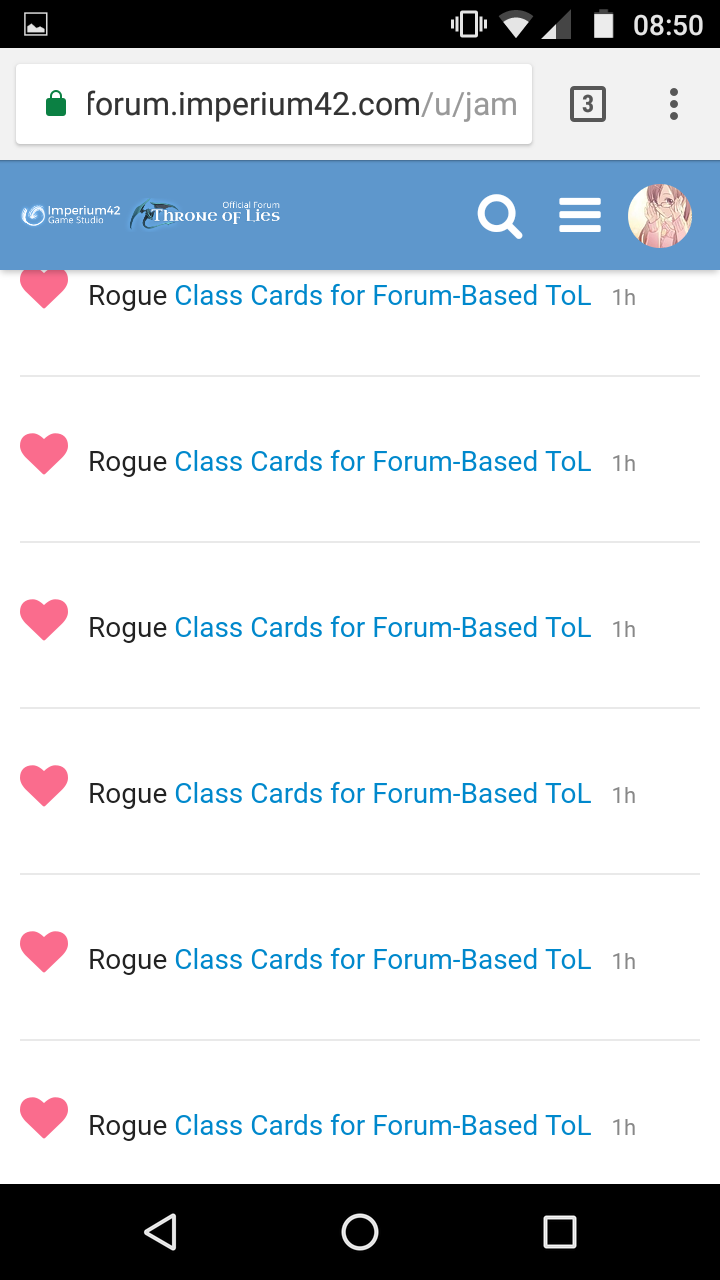 08:50
forum.imperium42.com/u/jam
3
Imperium42
Game Studio
Official Forum
Throne of Lies
Rogue Class Cards for Forum-Based ToL 1h
Rogue Class Cards for Forum-Based ToL 1h
Rogue Class Cards for Forum-Based ToL 1h
Rogue Class Cards for Forum-Based ToL 1h
Rogue Class Cards for Forum-Based ToL 1h
Rogue Class Cards for Forum-Based ToL 1h